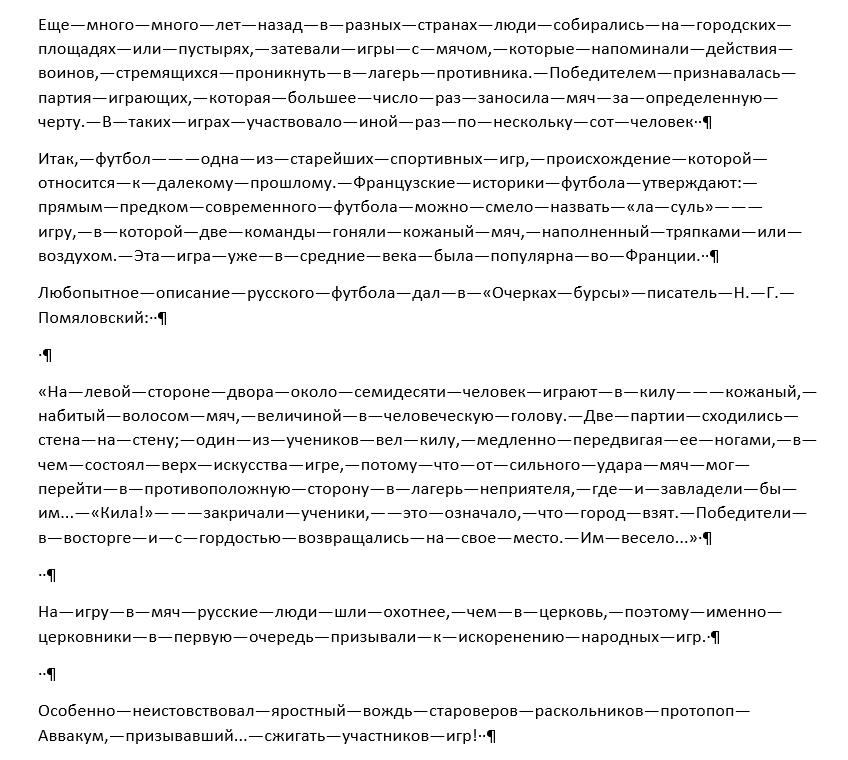 Еще—много—много—лет—назад—в—разных—странах—люди—собирались—на—городских—
площадях—или—пустырях,—затевали—игры—с—мячом,—которые—напоминали—действия—
воинов,—стремящихся—проникнуть—в—лагерь—противника.—Победителем—признавалась—
партия—играющих,—которая—большее—число—раз—заносила—мяч—за—определенную—
черту.—В—таких—играх—участвовало—иной—раз—по—нескольку—сот—человек··¶
Итак,—футбол———одна—из—старейших—спортивных—игр,—происхождение—которой—
относится—к—далекому—прошлому.—Французские—историки—футбола—утверждают:—
прямым—предком—современного—футбола—можно—смело—назвать—«ла—суль»———
игру,—в—которой—две—команды—гоняли—кожаный—мяч,—наполненный—тряпками—или—
воздухом.—Эта—игра—уже—в—средние—века—была—популярна—во—Франции.··¶
Любопытное—описание—русского—футбола—дал—в—«Очерках—бурсы»—писатель—Н.—Г.—
Помяловский:··¶
·¶
«На—левой—стороне—двора—около—семидесяти—человек—играют—в—килу———кожаный,—
набитый—волосом—мяч,—величиной—в—человеческую—голову.—Две—партии—сходились—
стена—на—стену;—один—из—учеников—вел—килу,—медленно—передвигая—ее—ногами,—в—
чем—состоял—верх—искусства—игре,—потому—что—от—сильного—удара—мяч—мог—
перейти—в—противоположную—сторону—в—лагерь—неприятеля,—где—и—завладели—бы—
им...—«Кила!»———закричали—ученики,——это—означало,—что—город—взят.—Победители—
в—восторге—и—с—гордостью—возвращались—на—свое—место.—Им—весело...»·¶
··¶
На—игру—в—мяч—русские—люди—шли—охотнее,—чем—в—церковь,—поэтому—именно—
церковники—в—первую—очередь—призывали—к—искоренению—народных—игр.·¶
··¶
Особенно—неистовствовал—яростный—вождь—староверов—раскольников—протопоп—
Аввакум,—призывавший...—сжигать—участников—игр!··¶